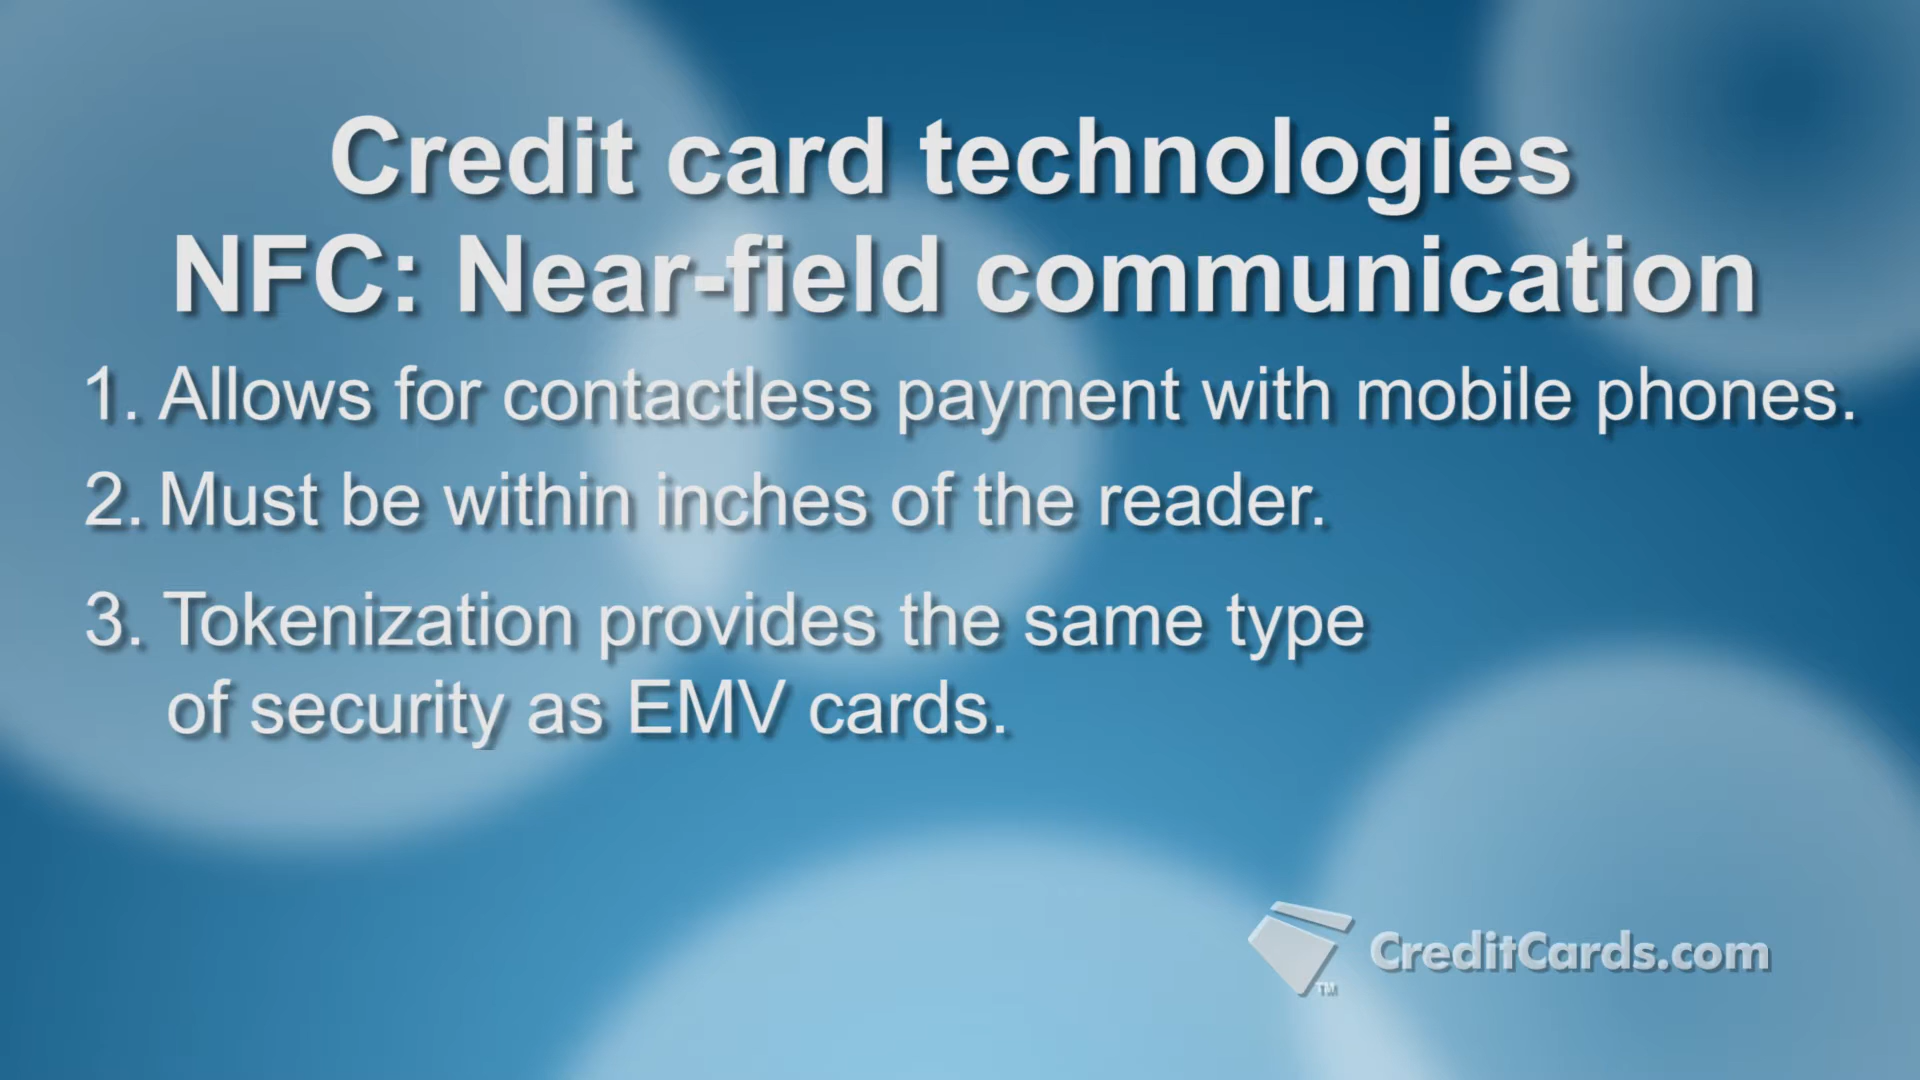 Credit card technologies
NFC: Near-field communication
1. Allows for contactless payment with mobile phones.
2. Must be within inches of the reader.
3. Tokenization provides the same type
of security as EMV cards.
CreditCards.com
TM